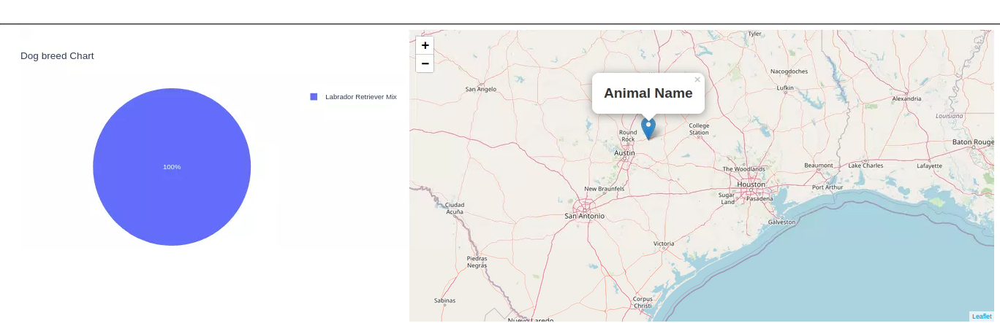 Dog breed Chart
Labrador Retriever Mix
100%
+
−
Animal Name
×
Tyler
Nacogdoches
Lufkin
San Angelo
Alexandria
Louisiana
College
Station
Round
Rock
Austin
Baton Rouge
The Woodlands
Beaumont
Lake Charles
Lafayette
Houston
Port Arthur
New Braunfels
Sugar
Land
Pasadena
Ciudad
Acuña
San Antonio
Galveston
Victoria
Piedras
Negras
Sabinas
Corpus
Christi
Nuevo Laredo
Leaflet